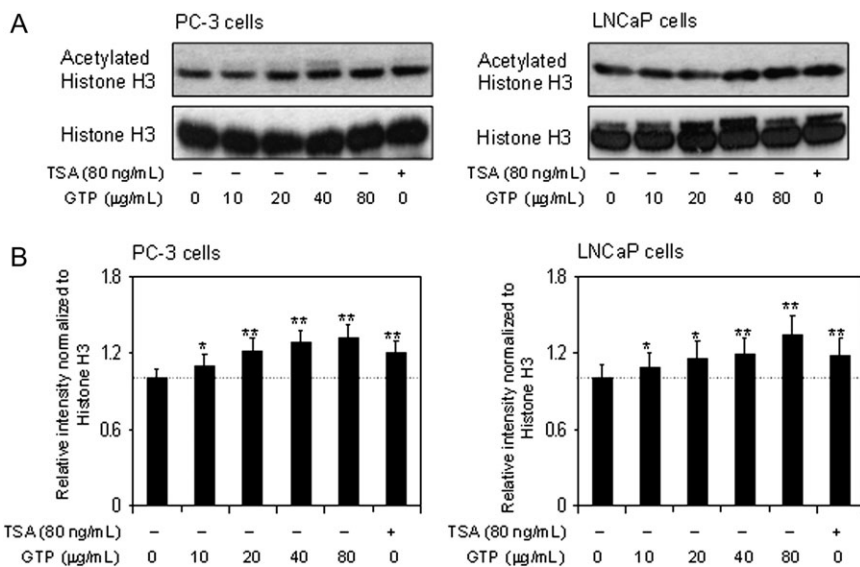 A
PC-3 cells
LNCaP cells
Acetylated
Histone H3
Acetylated
Histone H3
Histone H3
Histone H3
TSA (80 ng/mL) – – – – – +
GTP (µg/mL) 0 10 20 40 80 0
TSA (80 ng/mL) – – – – – +
GTP (µg/mL) 0 10 20 40 80 0
B
PC-3 cells
Relative intensity normalized to
Histone H3
1.8
1.2
0.6
0
* ** ** ** **
TSA (80 ng/mL) – – – – – +
GTP (µg/mL) 0 10 20 40 80 0
LNCaP cells
Relative intensity normalized to
Histone H3
1.8
1.2
0.6
0
* * ** ** **
TSA (80 ng/mL) – – – – – +
GTP (µg/mL) 0 10 20 40 80 0